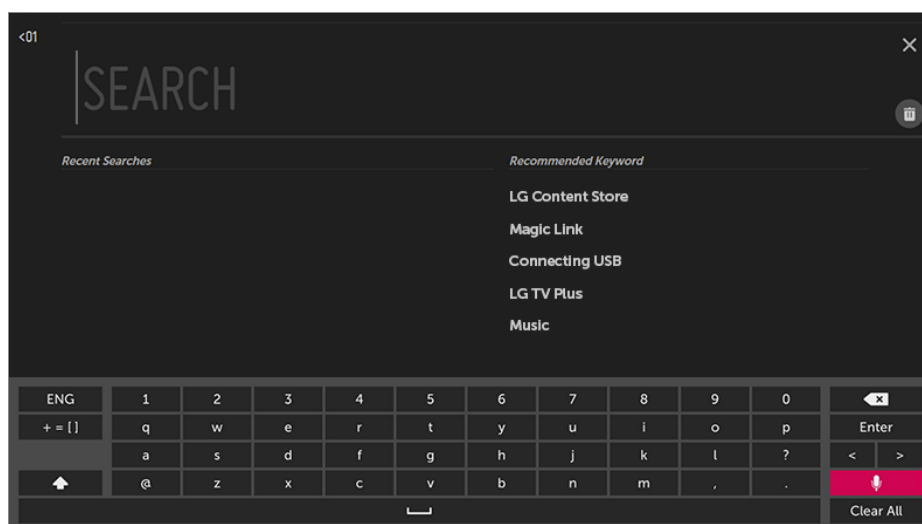 <01
SEARCH
Recent Searches
Recommended Keyword
LG Content Store
Magic Link
Connecting USB
LG TV Plus
Music
ENG 1 2 3 4 5 6 7 8 9 0
+ = [ ] q w e r t y u i o p Enter
a s d f g h j k l ? < >
@ z x c v b n m , .
Clear All